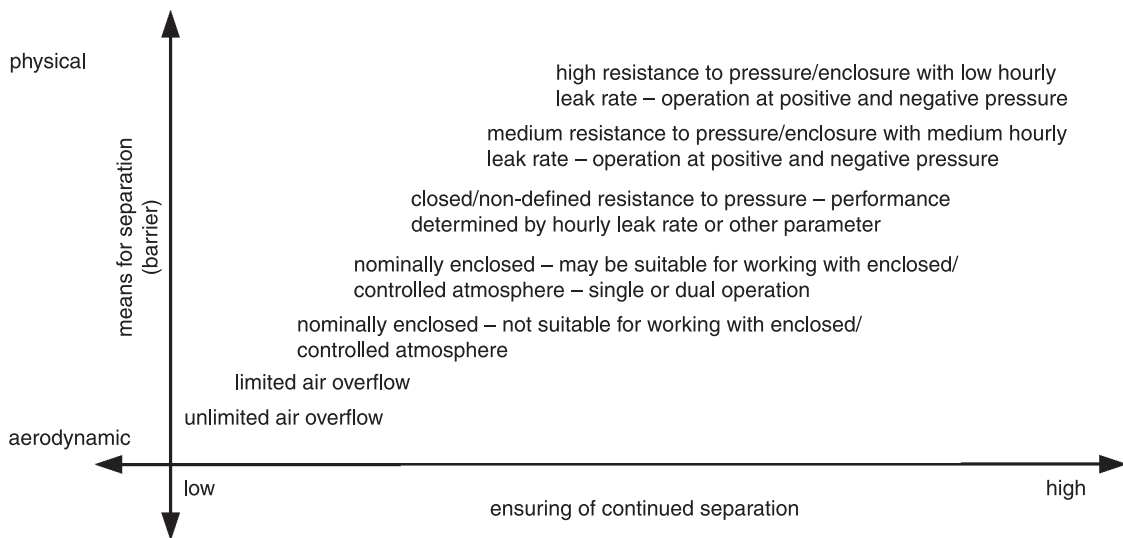 physical
high resistance to pressure/enclosure with low hourly
leak rate – operation at positive and negative pressure
medium resistance to pressure/enclosure with medium hourly
leak rate – operation at positive and negative pressure
means for separation
(barrier)
closed/non-defined resistance to pressure – performance
determined by hourly leak rate or other parameter
nominally enclosed – may be suitable for working with enclosed/
controlled atmosphere – single or dual operation
nominally enclosed – not suitable for working with enclosed/
controlled atmosphere
limited air overflow
unlimited air overflow
aerodynamic
low
high
ensuring of continued separation